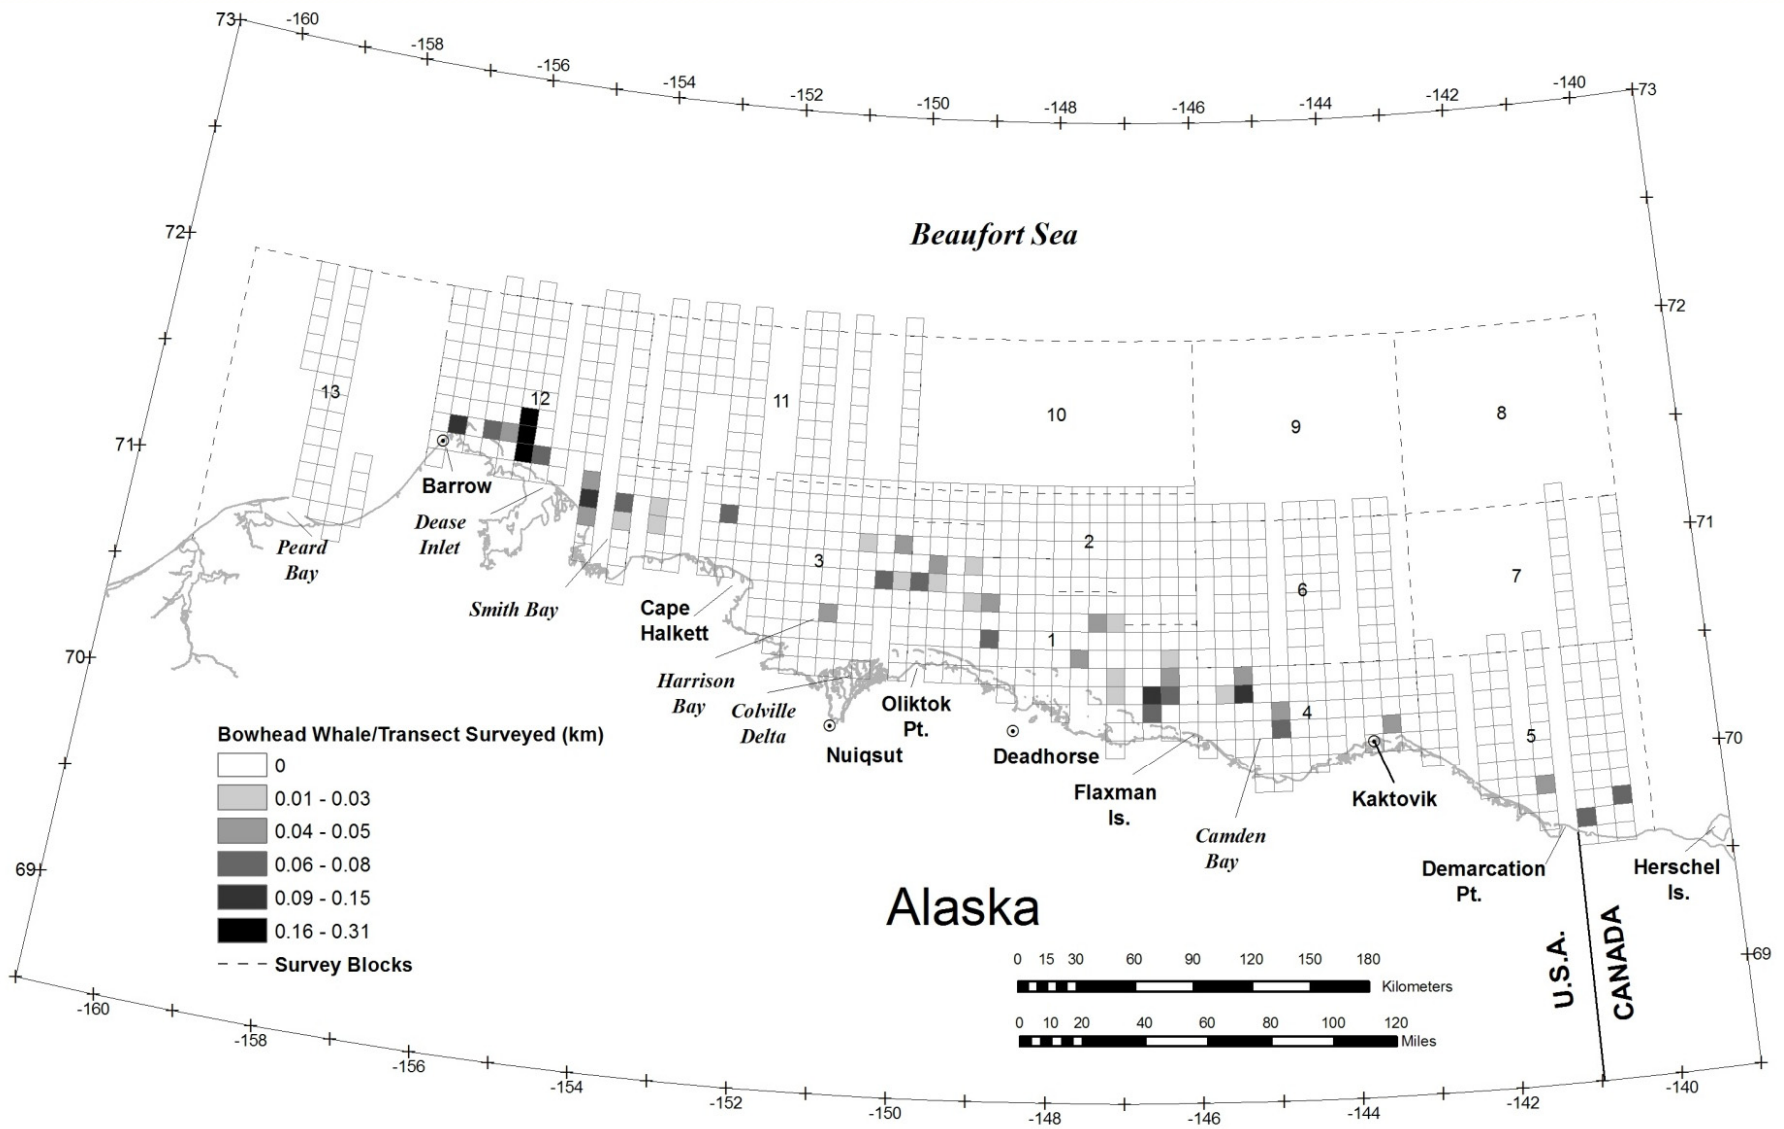 73
-160
-158
-156
-154
-152
-150
-148
-146
-144
-142
-140
73
72
Beaufort Sea
72
13
12
11
10
9
8
71
Barrow
Dease
Inlet
Peard
Bay
Smith Bay
71
3
2
7
6
Cape
Halkett
1
70
Harrison
Bay
Colville
Delta
Oliktok
Pt.
Nuiqsut
Deadhorse
4
5
70
Flaxman
Is.
Kaktovik
Camden
Bay
Demarcation
Pt.
Herschel
Is.
Bowhead Whale/Transect Surveyed (km)
0
0.01 - 0.03
0.04 - 0.05
0.06 - 0.08
0.09 - 0.15
0.16 - 0.31
Survey Blocks
69
Alaska
U.S.A.
CANADA
69
0 15 30 60 90 120 150 180
Kilometers
0 10 20 40 60 80 100 120
Miles
-160
-158
-156
-154
-152
-150
-148
-146
-144
-142
-140